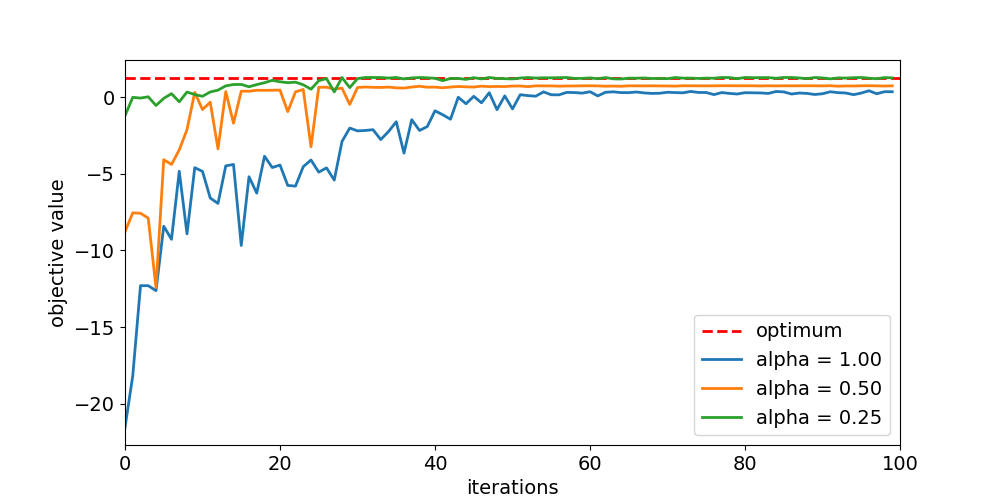 0
−5
−10
−15
−20
objective value
0 20 40 60 80 100
iterations
optimum
alpha = 1.00
alpha = 0.50
alpha = 0.25